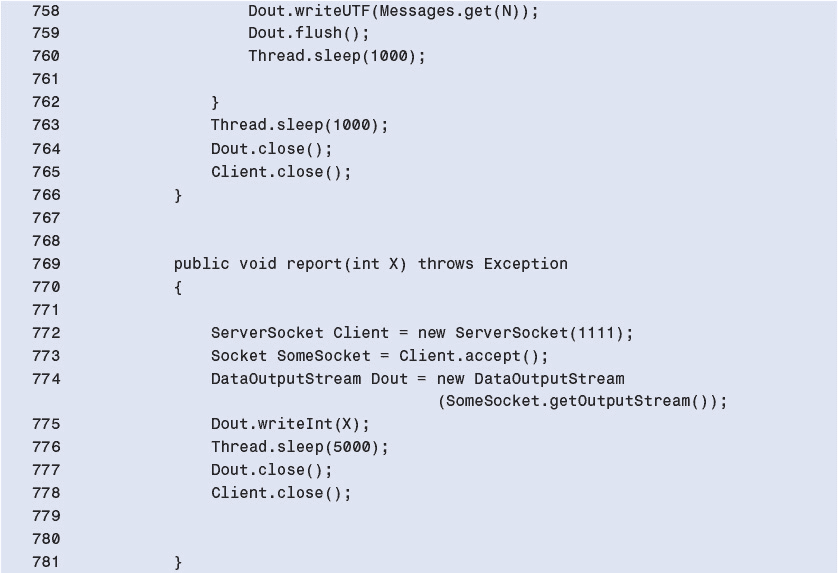 758 Dout.writeUTF(Messages.get(N));
759 Dout.flush();
760 Thread.sleep(1000);
761
762 }
763 Thread.sleep(1000);
764 Dout.close();
765 Client.close();
766 }
767
768
769 public void report(int X) throws Exception
770 {
771
772 ServerSocket Client = new ServerSocket(1111);
773 Socket SomeSocket = Client.accept();
774 DataOutputStream Dout = new DataOutputStream
(SomeSocket.getOutputStream());
775 Dout.writeInt(X);
776 Thread.sleep(5000);
777 Dout.close();
778 Client.close();
779
780
781 }